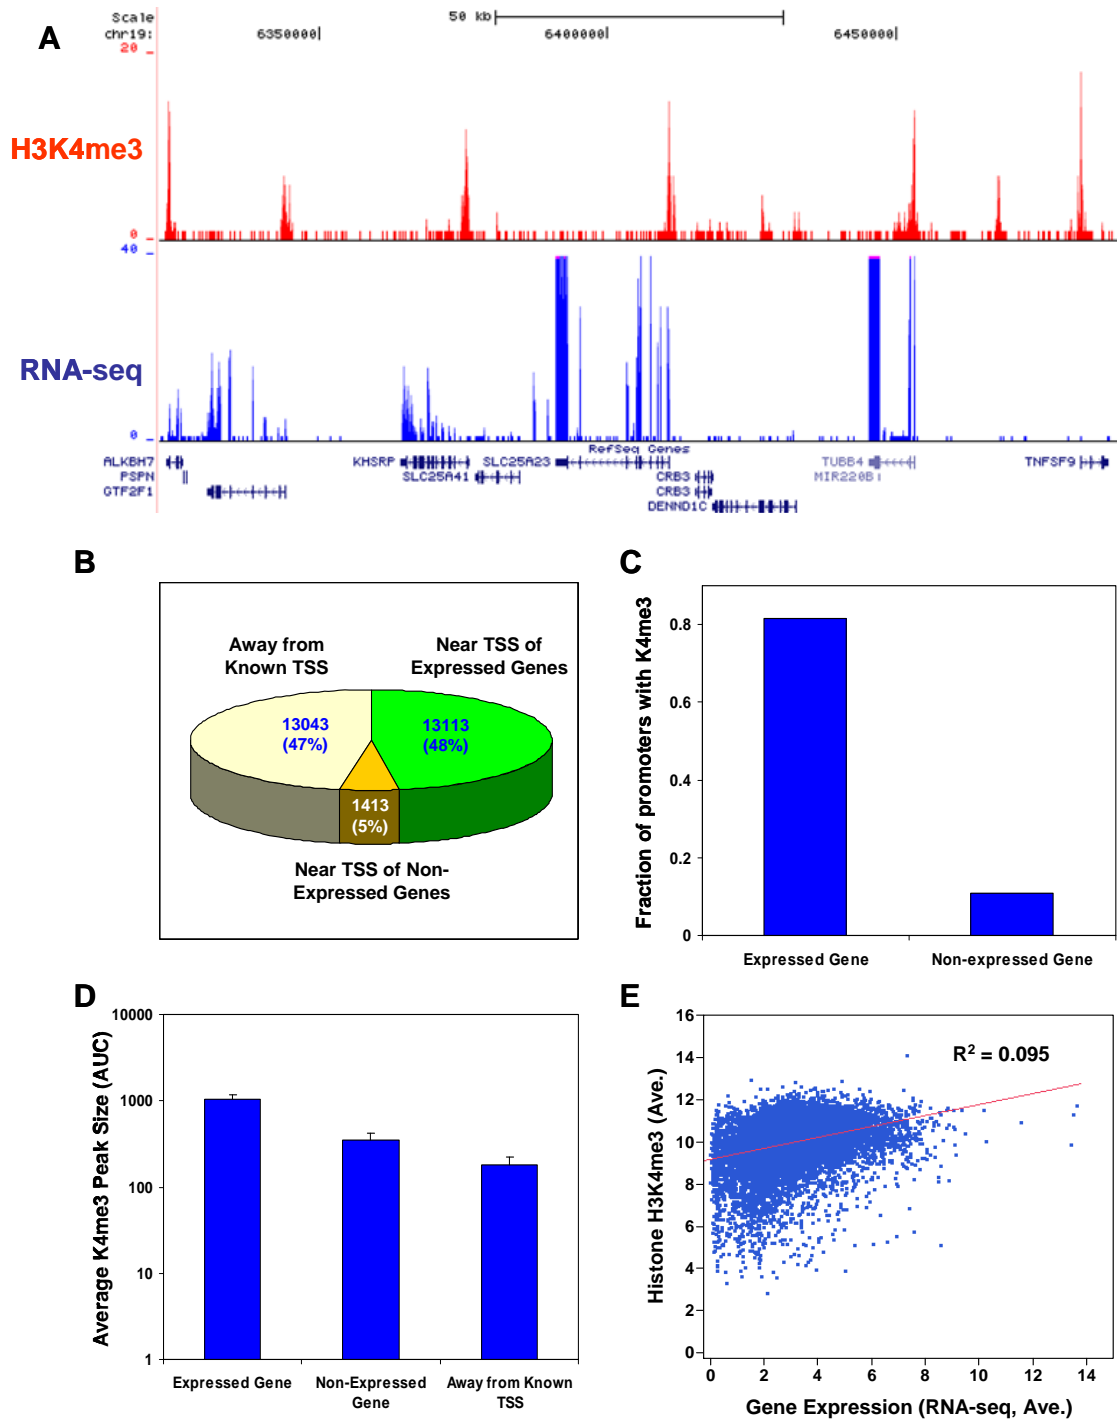 A
Scale
50 kb
chr19:
6350000
6400000
6450000
20
H3K4me3
0
40
RNA-seq
0
RefSeq Genes
ALKBH7
KHSRP
SLC25A23
TUBB4
TNFSF9
PSPN
SLC25A41
CRB3
MIR220B
GTF2F1
CRB3
DENND1C
B
Away from
Known TSS
Near TSS of
Expressed Genes
13043
(47%)
13113
(48%)
1413
(5%)
Near TSS of Non-
Expressed Genes
C
Fraction of promoters with K4me3
0.8
0.6
0.4
0.2
0
Expressed Gene
Non-expressed Gene
D
Average K4me3 Peak Size (AUC)
10000
1000
100
10
1
Expressed Gene
Non-Expressed
Gene
Away from Known
TSS
E
Histone H3K4me3 (Ave.)
16
14
12
10
8
6
4
2
0
R² = 0.095
0 2 4 6 8 10 12 14
Gene Expression (RNA-seq, Ave.)